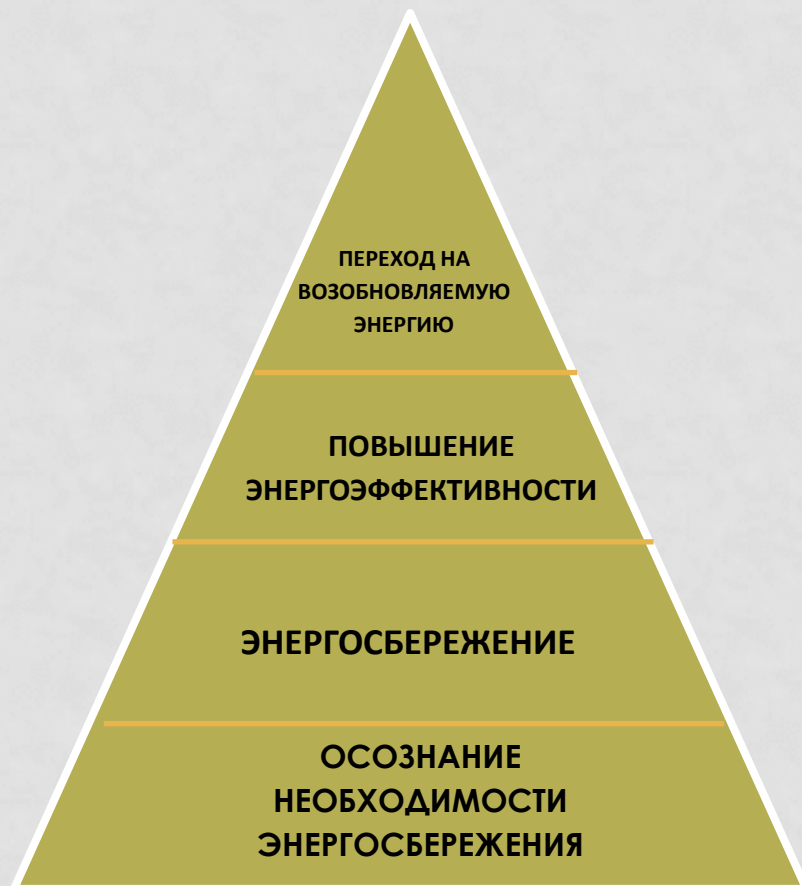 ПЕРЕХОД НА
ВОЗОБНОВЛЯЕМУЮ
ЭНЕРГИЮ
ПОВЫШЕНИЕ
ЭНЕРГОЭФФЕКТИВНОСТИ
ЭНЕРГОСБЕРЕЖЕНИЕ
ОСОЗНАНИЕ
НЕОБХОДИМОСТИ
ЭНЕРГОСБЕРЕЖЕНИЯ